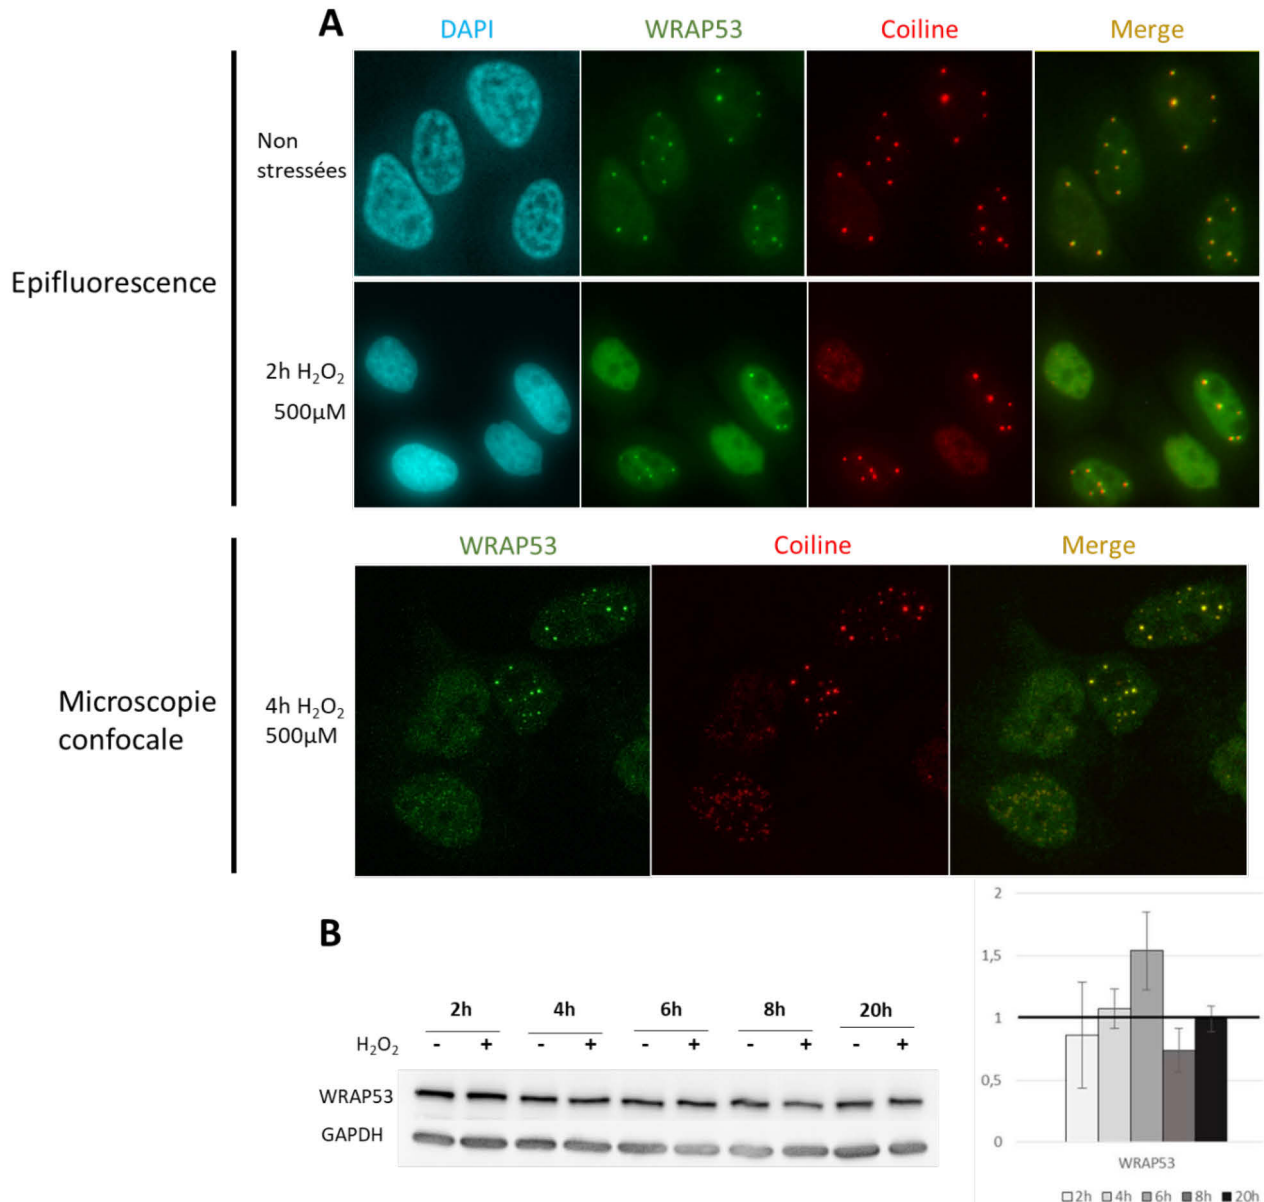 A
DAPI WRAP53 Coiline Merge
Non
stressées
Epifluorescence
2h H₂O₂
500µM
WRAP53 Coiline Merge
Microscopie
confocale
4h H₂O₂
500µM
B
2h 4h 6h 8h 20h
H₂O₂ - + - + - + - + - +
WRAP53
GAPDH
2
1,5
1
0,5
0
WRAP53
2h 4h 6h 8h 20h